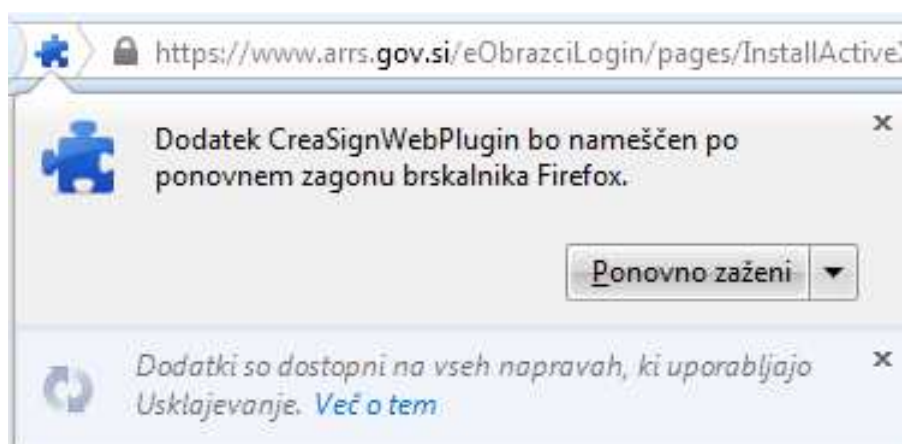 https://www.arrs.gov.si/eObrazciLogin/pages/InstallActive
Dodatek CreaSignWebPlugin bo nameščen po
ponovnem zagonu brskalnika Firefox.
Ponovno zaženi
Dodatki so dostopni na vseh napravah, ki uporabljajo
Usklajevanje. Več o tem